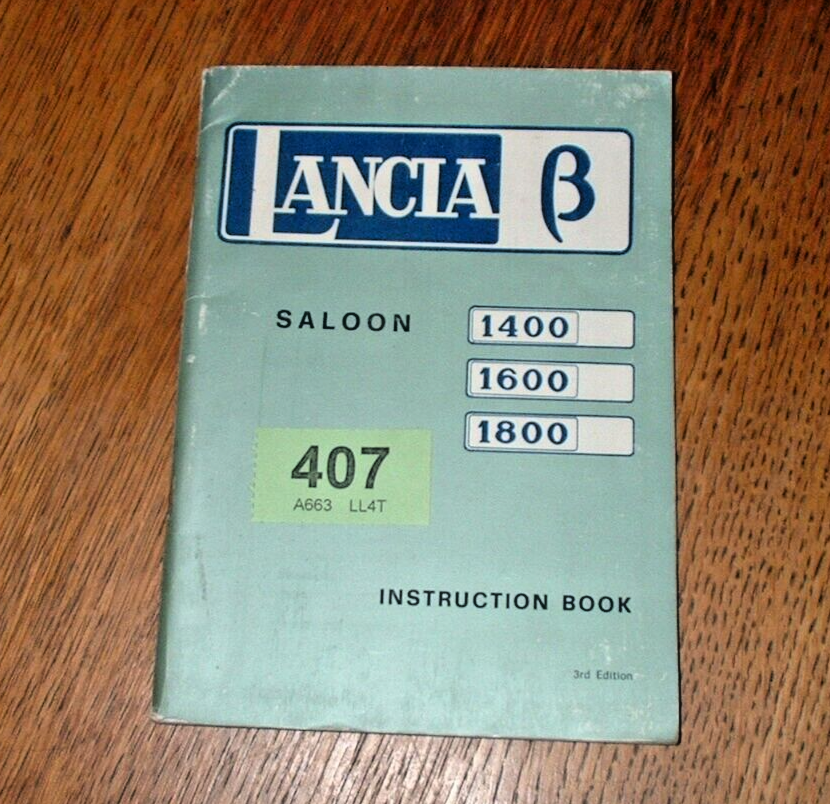 LANCIA β
SALOON 1400
1600
1800
407
A663 LL4T
INSTRUCTION BOOK
3rd Edition